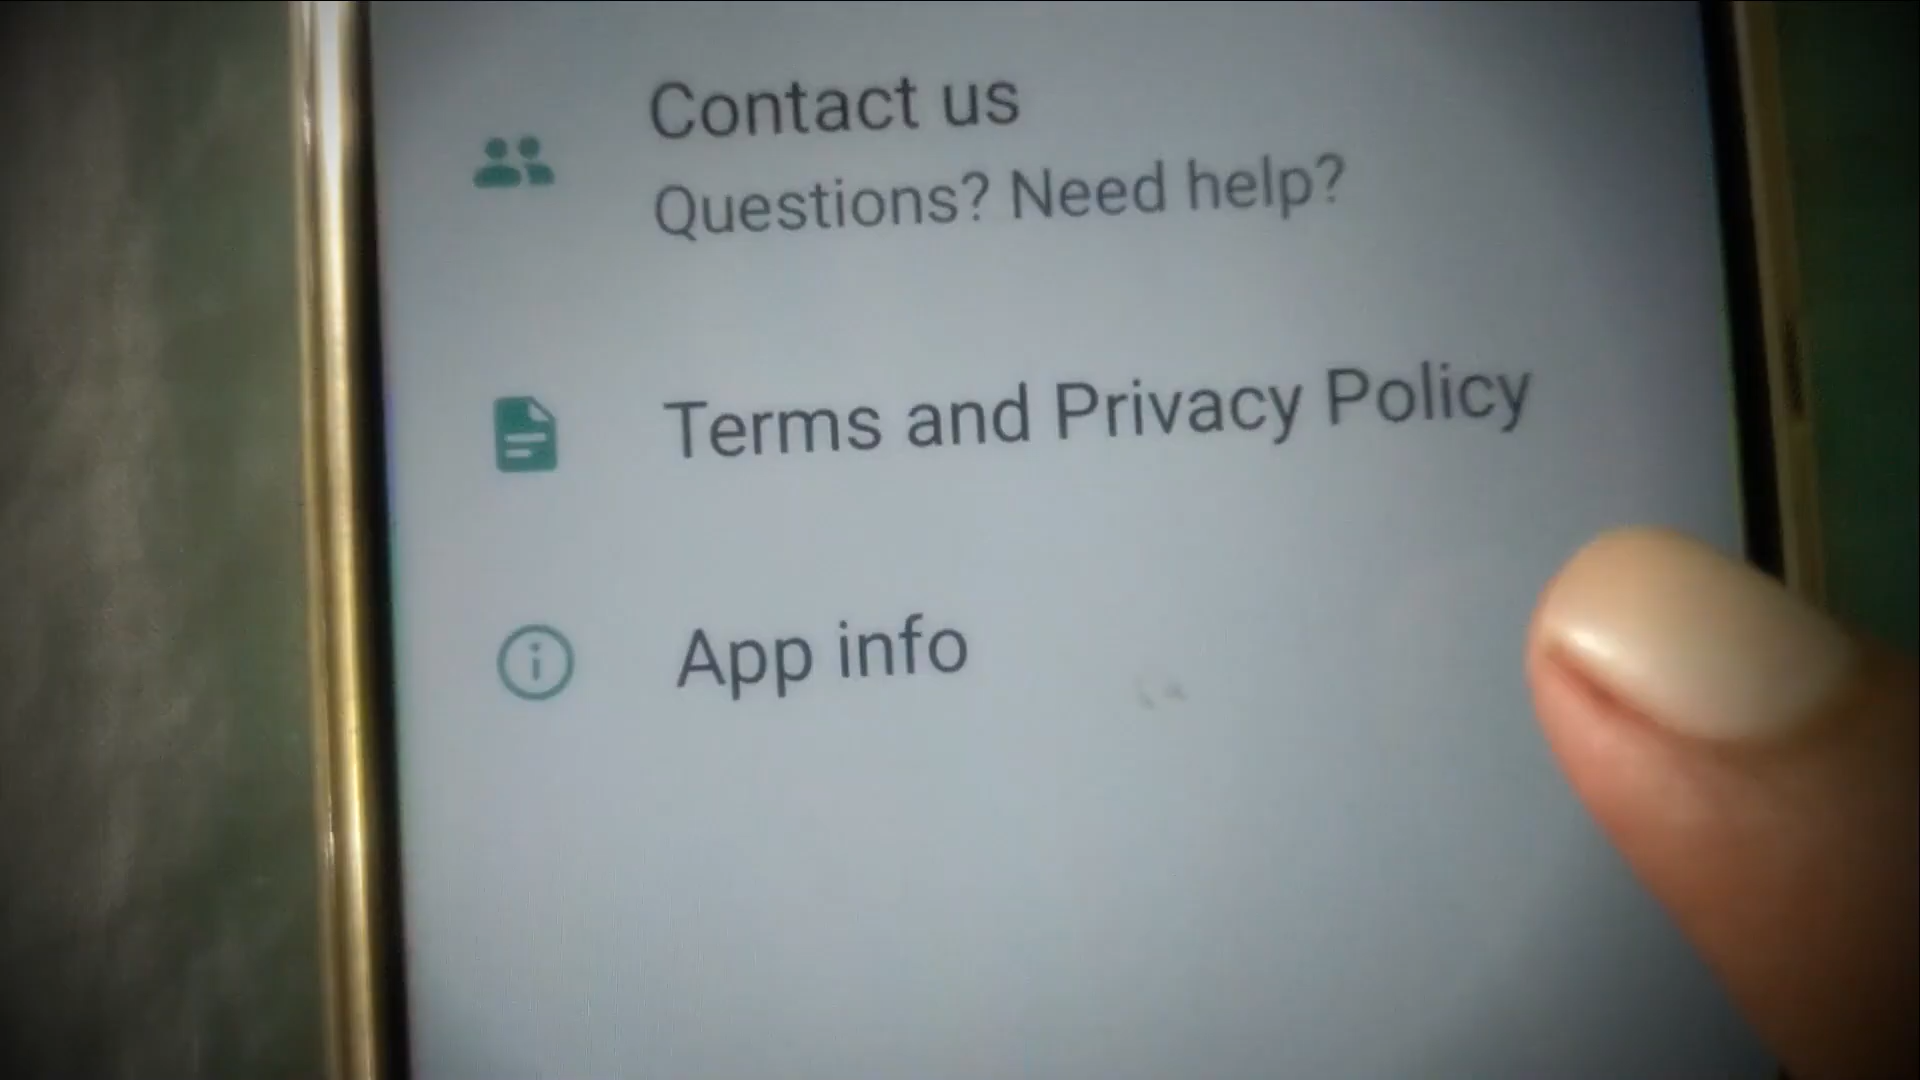 Contact us
Questions? Need help?
Terms and Privacy Policy
App info